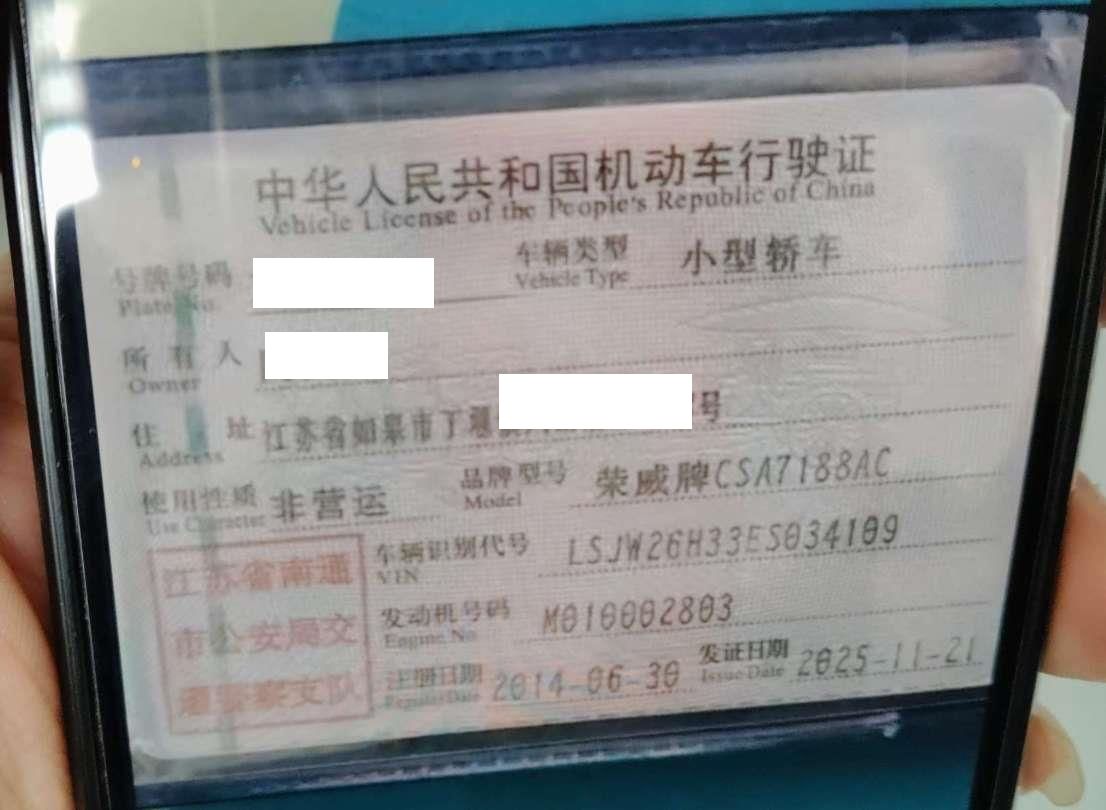 中华人民共和国机动车行驶证
Vehicle License of the People's Republic of China
号牌号码 车辆类型 小型轿车
Plate No. Vehicle Type
所有人
Owner
住址 江苏省如皋市丁堰 号
Address
使用性质 非营运 品牌型号 荣威牌CSA7188AC
Use Character Model
江苏省南通 车辆识别代号 LSJW26H33ES034109
VIN
市公安局交 发动机号码 M010002803
Engine No.
通警察支队 注册日期 2014-06-30 发证日期 2025-11-21
Register Date Issue Date